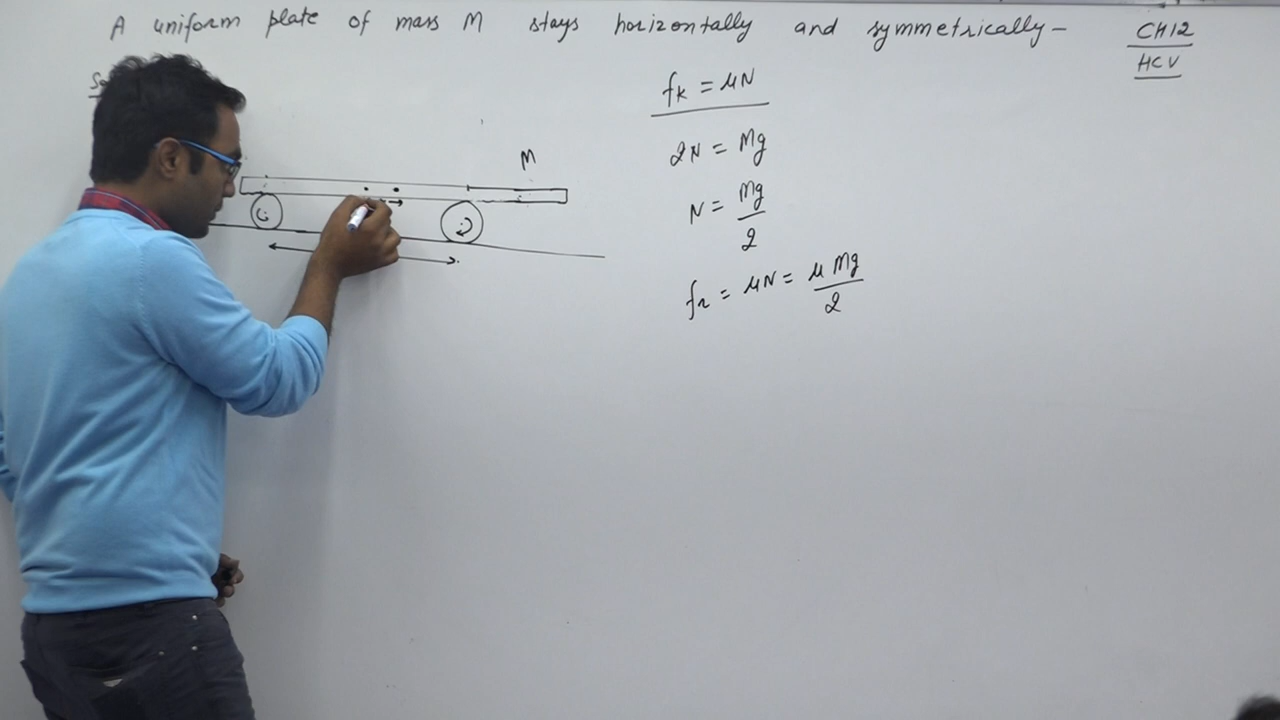 A uniform plate of mass M stays horizontally and symmetrically— CH12
HCV
fk = μN
2N = Mg
N = Mg/2
fr = μN = μMg/2
M